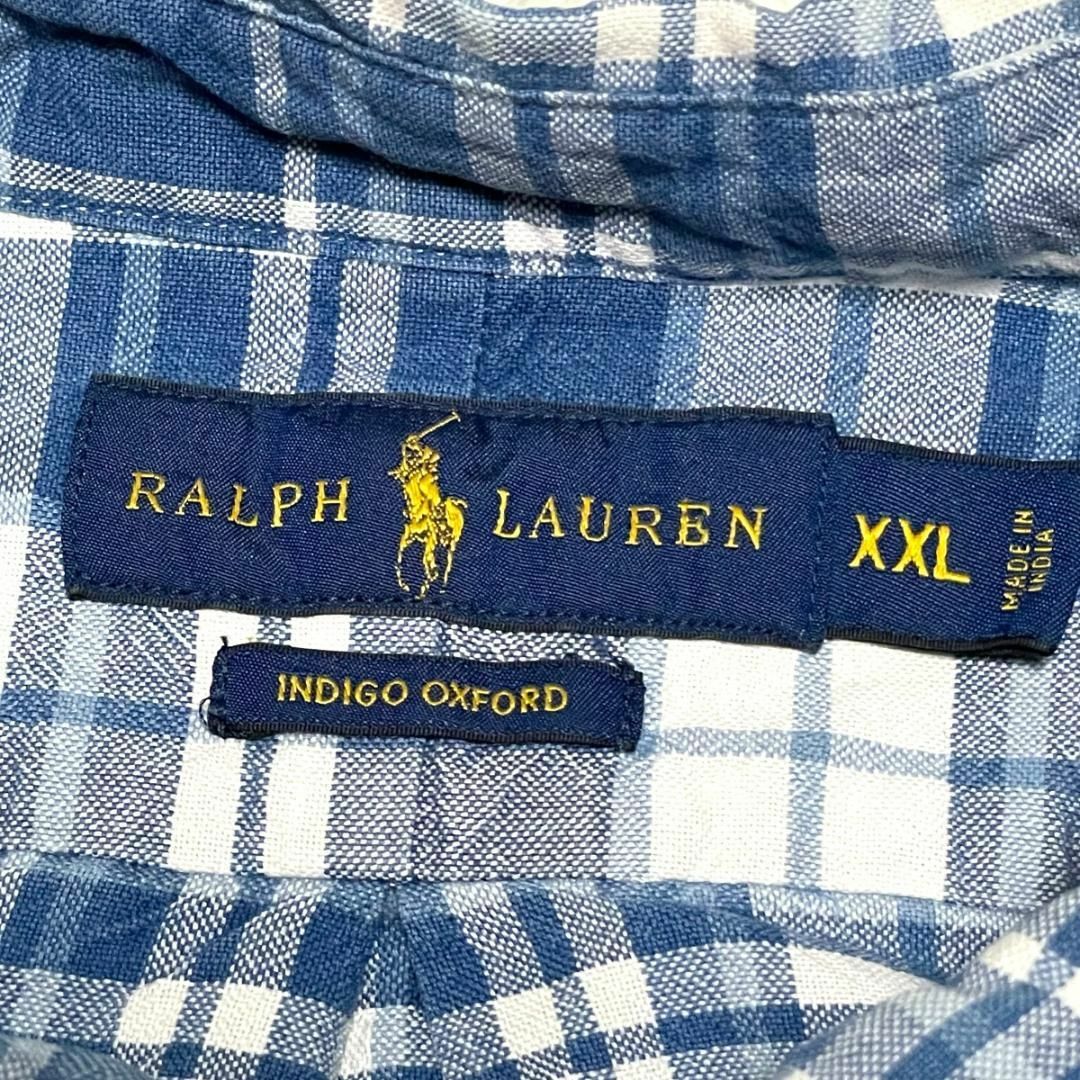 RALPH LAUREN
XXL
MADE IN
INDIA
INDIGO OXFORD